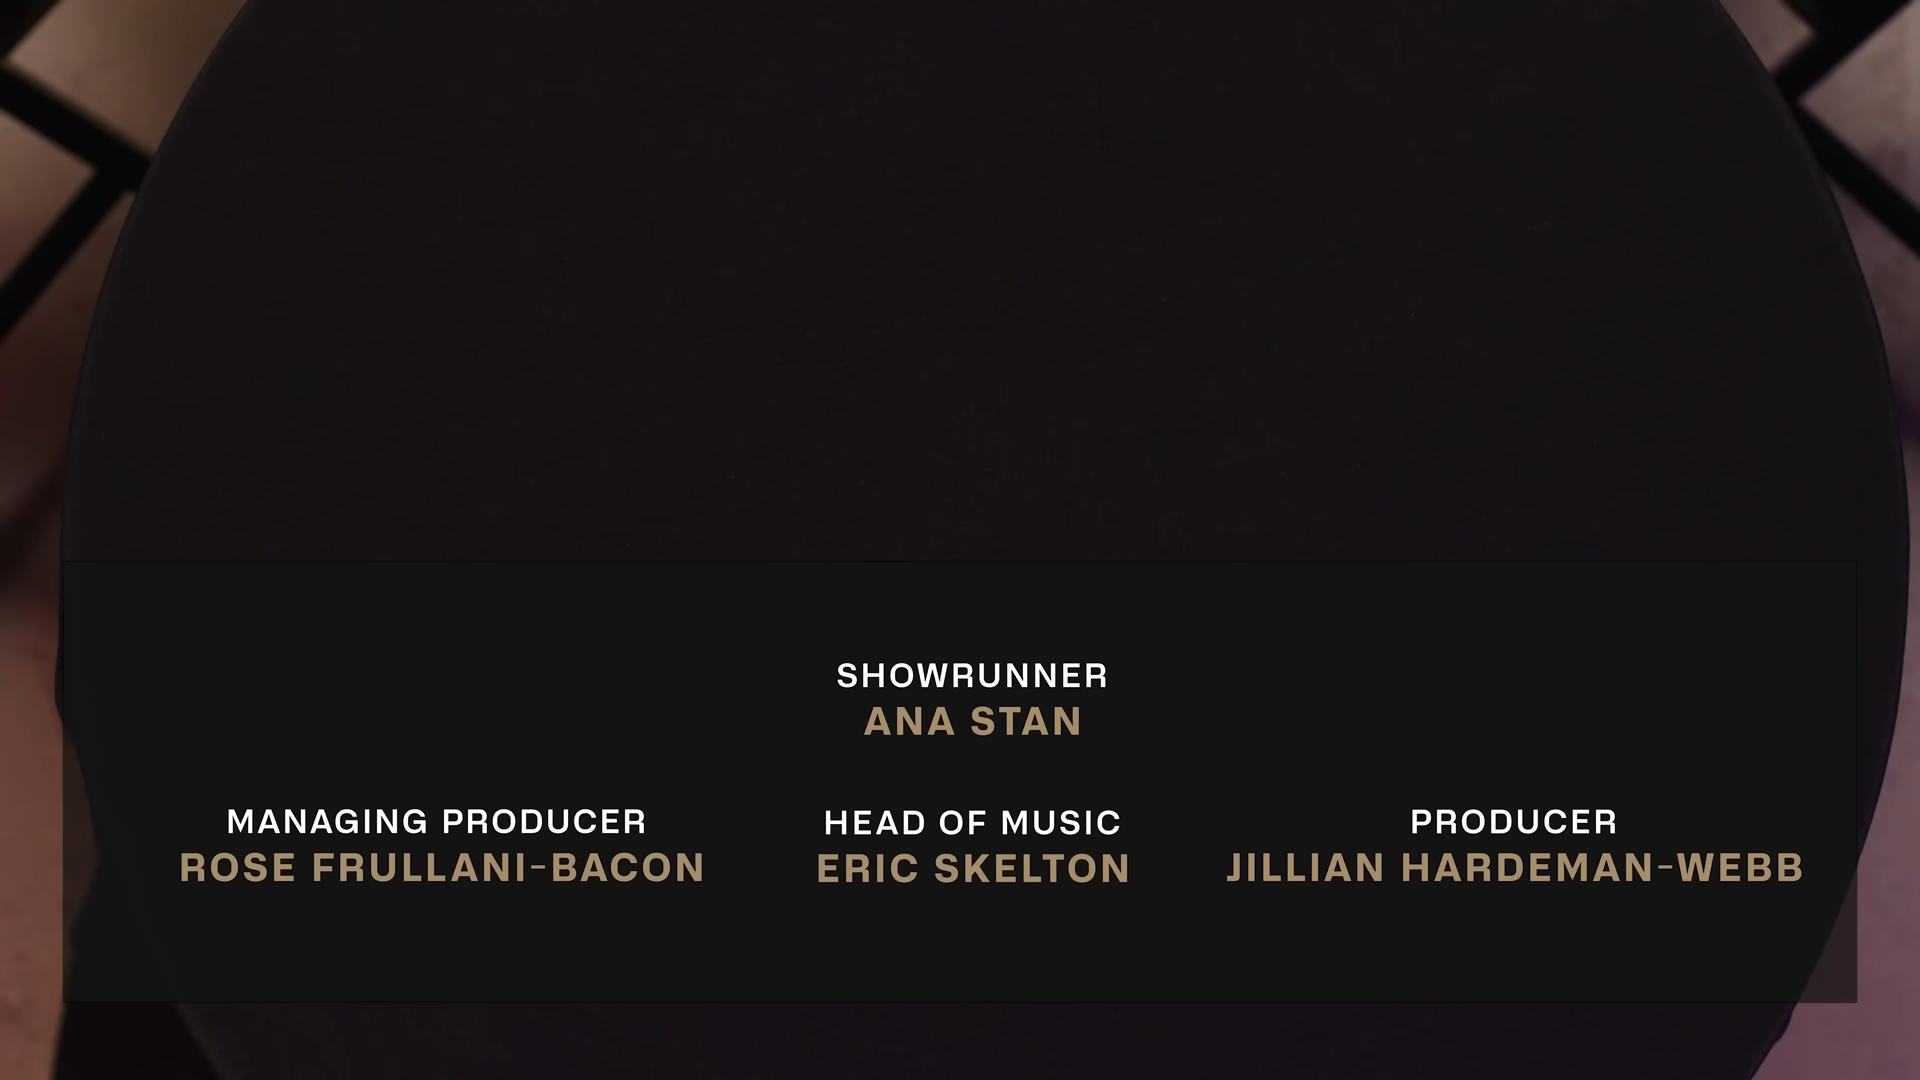 SHOWRUNNER
ANA STAN
MANAGING PRODUCER
ROSE FRULLANI-BACON
HEAD OF MUSIC
ERIC SKELTON
PRODUCER
JILLIAN HARDEMAN-WEBB